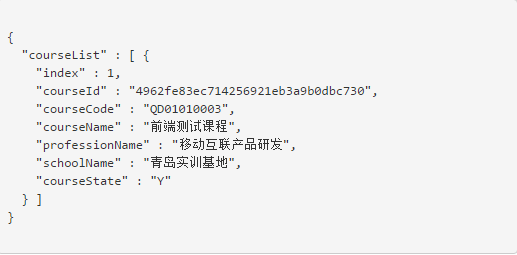 {
"courseList" : [ {
"index" : 1,
"courseId" : "4962fe83ec714256921eb3a9b0dbc730",
"courseCode" : "QD01010003",
"courseName" : "前端测试课程",
"professionName" : "移动互联产品研发",
"schoolName" : "青岛实训基地",
"courseState" : "Y"
} ]
}